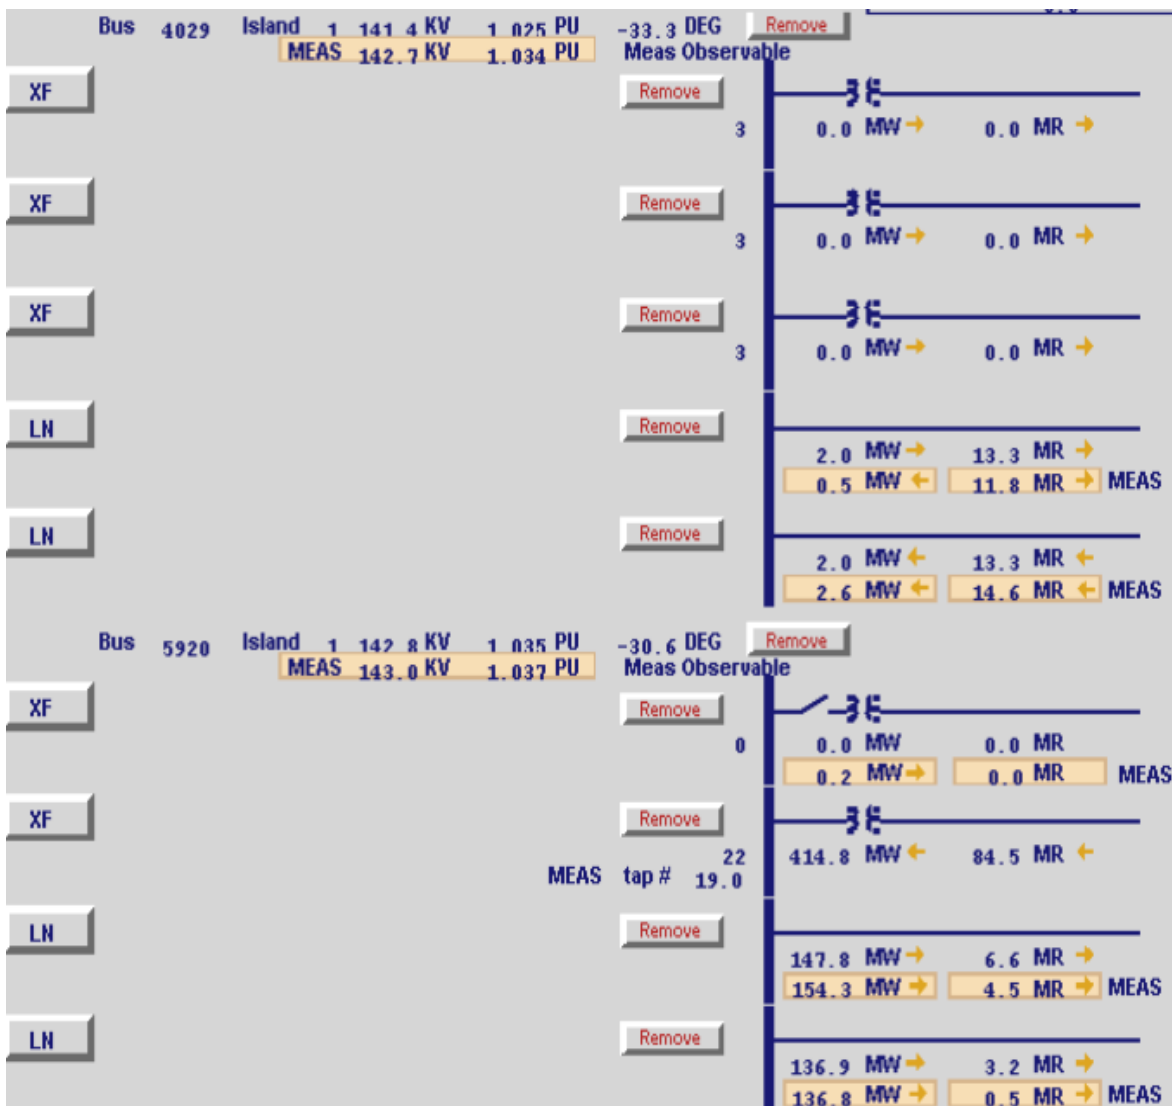 Bus 4029 Island 1 141.4 KV 1.025 PU -33.3 DEG Remove
MEAS 142.7 KV 1.034 PU Meas Observable
XF Remove
3 0.0 MW 0.0 MR
XF Remove
3 0.0 MW 0.0 MR
XF Remove
3 0.0 MW 0.0 MR
LN Remove
2.0 MW 13.3 MR
0.5 MW 11.8 MR MEAS
LN Remove
2.0 MW 13.3 MR
2.6 MW 14.6 MR MEAS
Bus 5920 Island 1 142.8 KV 1.035 PU -30.6 DEG Remove
MEAS 143.0 KV 1.037 PU Meas Observable
XF Remove
0 0.0 MW 0.0 MR
0.2 MW 0.0 MR MEAS
XF Remove
22 414.8 MW 84.5 MR
MEAS tap # 19.0
LN Remove
147.8 MW 6.6 MR
154.3 MW 4.5 MR MEAS
LN Remove
136.9 MW 3.2 MR
136.8 MW 0.5 MR MEAS